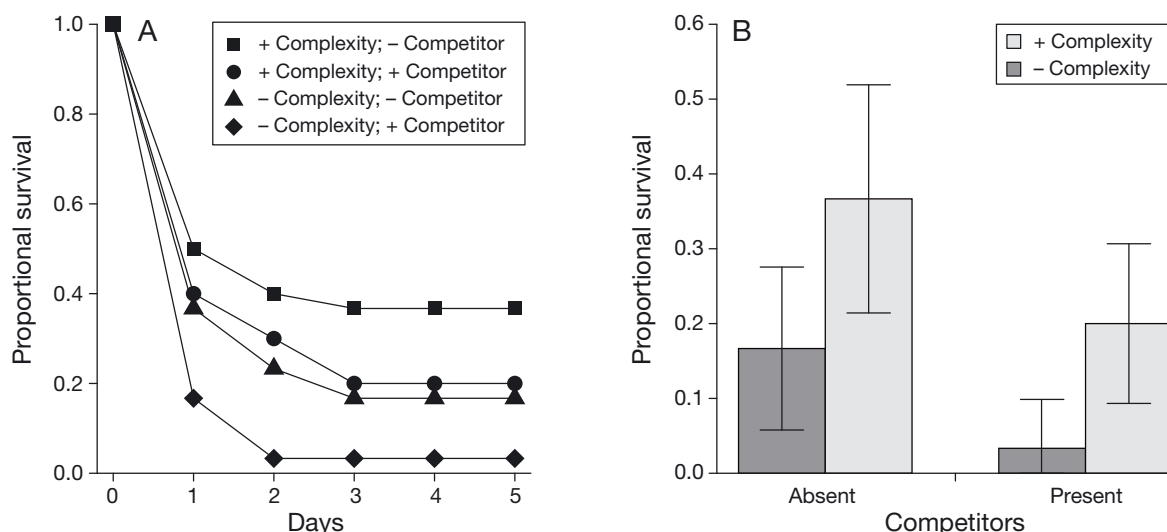 A
+ Complexity; – Competitor
+ Complexity; + Competitor
– Complexity; – Competitor
– Complexity; + Competitor
Proportional survival
1.0
0.8
0.6
0.4
0.2
0.0
0 1 2 3 4 5
Days
B
+ Complexity
– Complexity
Proportional survival
0.6
0.5
0.4
0.3
0.2
0.1
0.0
Absent Present
Competitors